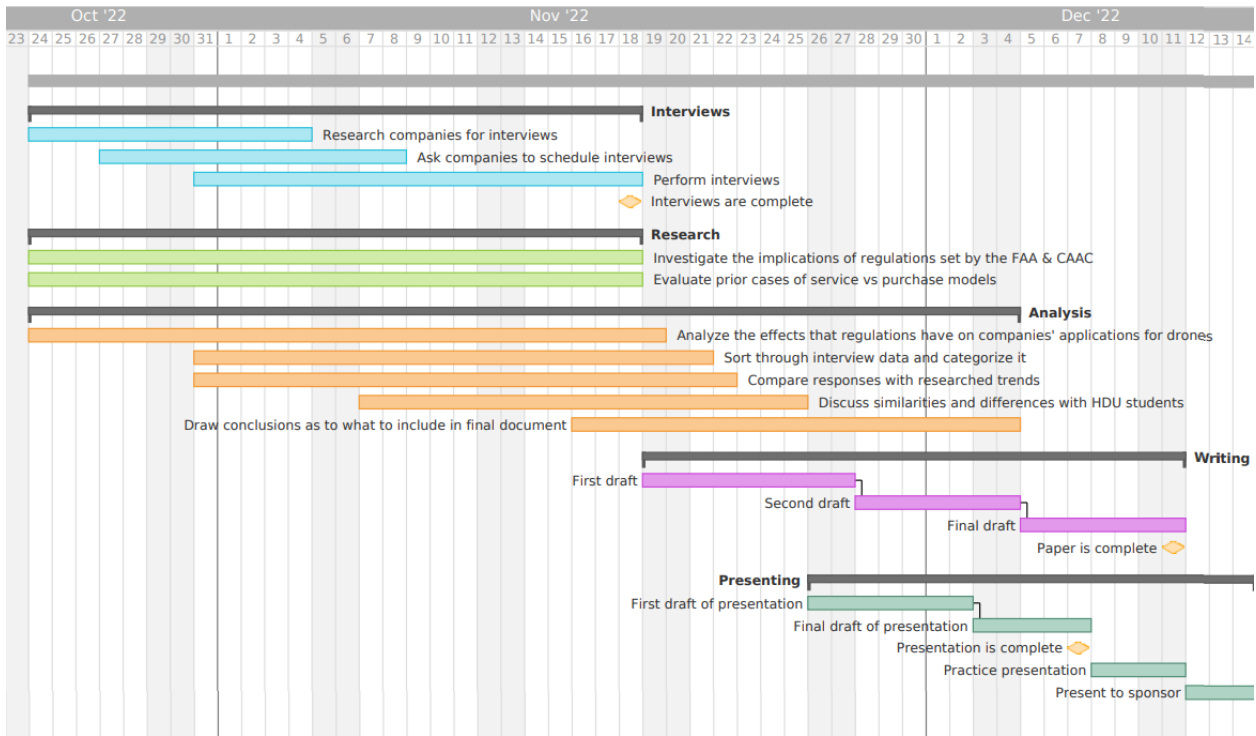 Oct '22 Nov '22 Dec '22
23 24 25 26 27 28 29 30 31 1 2 3 4 5 6 7 8 9 10 11 12 13 14 15 16 17 18 19 20 21 22 23 24 25 26 27 28 29 30 1 2 3 4 5 6 7 8 9 10 11 12 13 14
Interviews
Research companies for interviews
Ask companies to schedule interviews
Perform interviews
Interviews are complete
Research
Investigate the implications of regulations set by the FAA & CAAC
Evaluate prior cases of service vs purchase models
Analysis
Analyze the effects that regulations have on companies' applications for drones
Sort through interview data and categorize it
Compare responses with researched trends
Discuss similarities and differences with HDU students
Draw conclusions as to what to include in final document
Writing
First draft
Second draft
Final draft
Paper is complete
Presenting
First draft of presentation
Final draft of presentation
Presentation is complete
Practice presentation
Present to sponsor